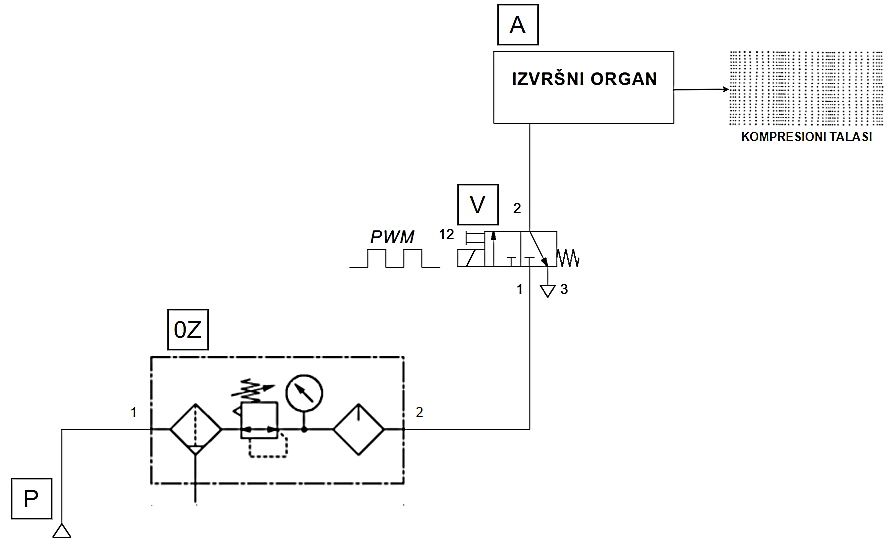 A
IZVRŠNI ORGAN
KOMPRESIONI TALASI
V
2
12
PWM
1
3
0Z
1
2
P